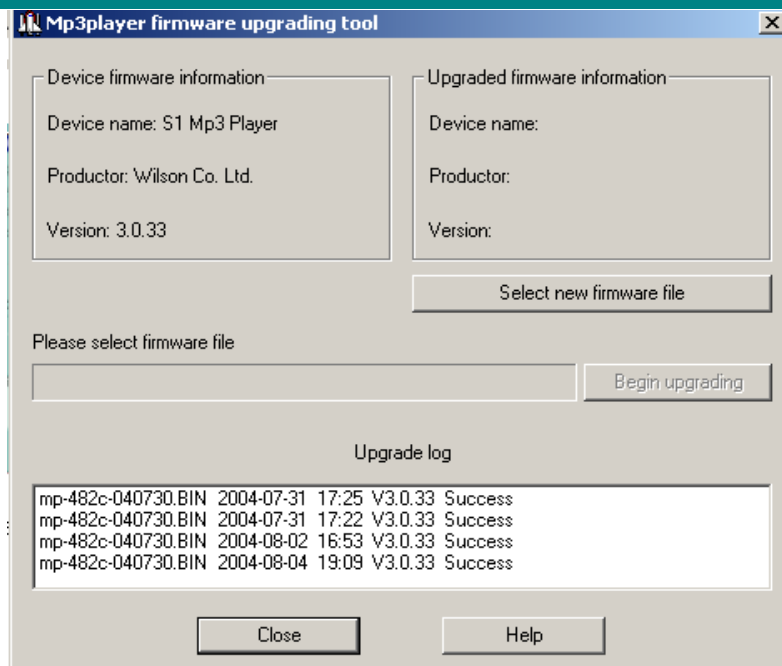 Mp3player firmware upgrading tool
Device firmware information
Device name: S1 Mp3 Player
Productor: Wilson Co. Ltd.
Version: 3.0.33
Upgraded firmware information
Device name:
Productor:
Version:
Select new firmware file
Please select firmware file
Begin upgrading
Upgrade log
mp-482c-040730.BIN 2004-07-31 17:25 V3.0.33 Success
mp-482c-040730.BIN 2004-07-31 17:22 V3.0.33 Success
mp-482c-040730.BIN 2004-08-02 16:53 V3.0.33 Success
mp-482c-040730.BIN 2004-08-04 19:09 V3.0.33 Success
Close
Help